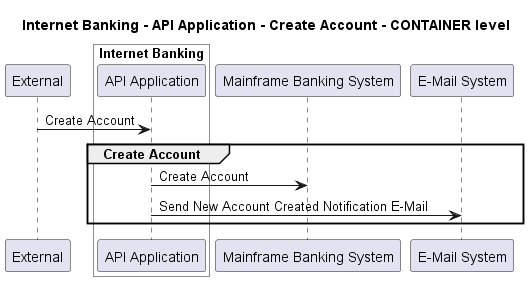 Internet Banking - API Application - Create Account - CONTAINER level
Internet Banking
External
API Application
Mainframe Banking System
E-Mail System
Create Account
Create Account
Create Account
Send New Account Created Notification E-Mail
External
API Application
Mainframe Banking System
E-Mail System